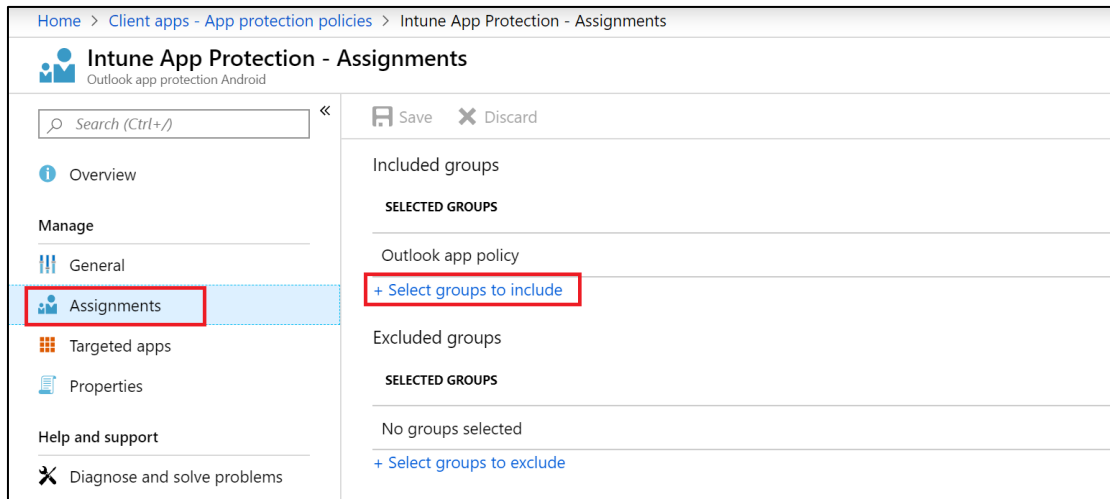 Home > Client apps - App protection policies > Intune App Protection - Assignments
Intune App Protection - Assignments
Outlook app protection Android
Search (Ctrl+/)
«
Overview
Manage
General
Assignments
Targeted apps
Properties
Help and support
Diagnose and solve problems
Save Discard
Included groups
SELECTED GROUPS
Outlook app policy
+ Select groups to include
Excluded groups
SELECTED GROUPS
No groups selected
+ Select groups to exclude